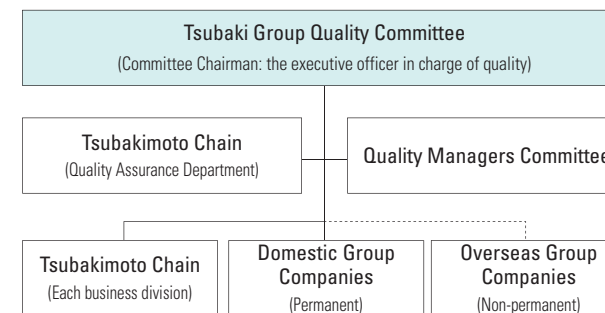 Tsubaki Group Quality Committee
(Committee Chairman: the executive officer in charge of quality)
Tsubakimoto Chain
(Quality Assurance Department)
Quality Managers Committee
Tsubakimoto Chain
(Each business division)
Domestic Group
Companies
(Permanent)
Overseas Group
Companies
(Non-permanent)